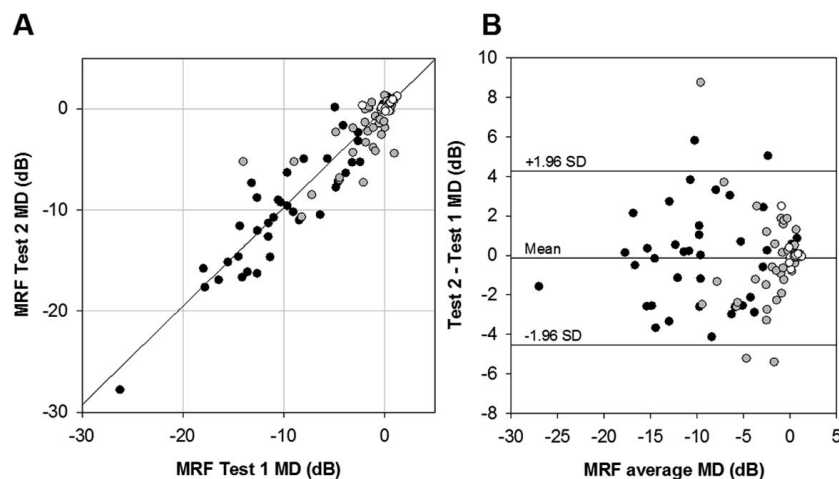 A
MRF Test 2 MD (dB)
0
-10
-20
-30
-30
-20
-10
0
MRF Test 1 MD (dB)
B
Test 2 - Test 1 MD (dB)
10
8
6
4
2
0
-2
-4
-6
-8
+1.96 SD
Mean
-1.96 SD
-30
-25
-20
-15
-10
-5
0
5
MRF average MD (dB)